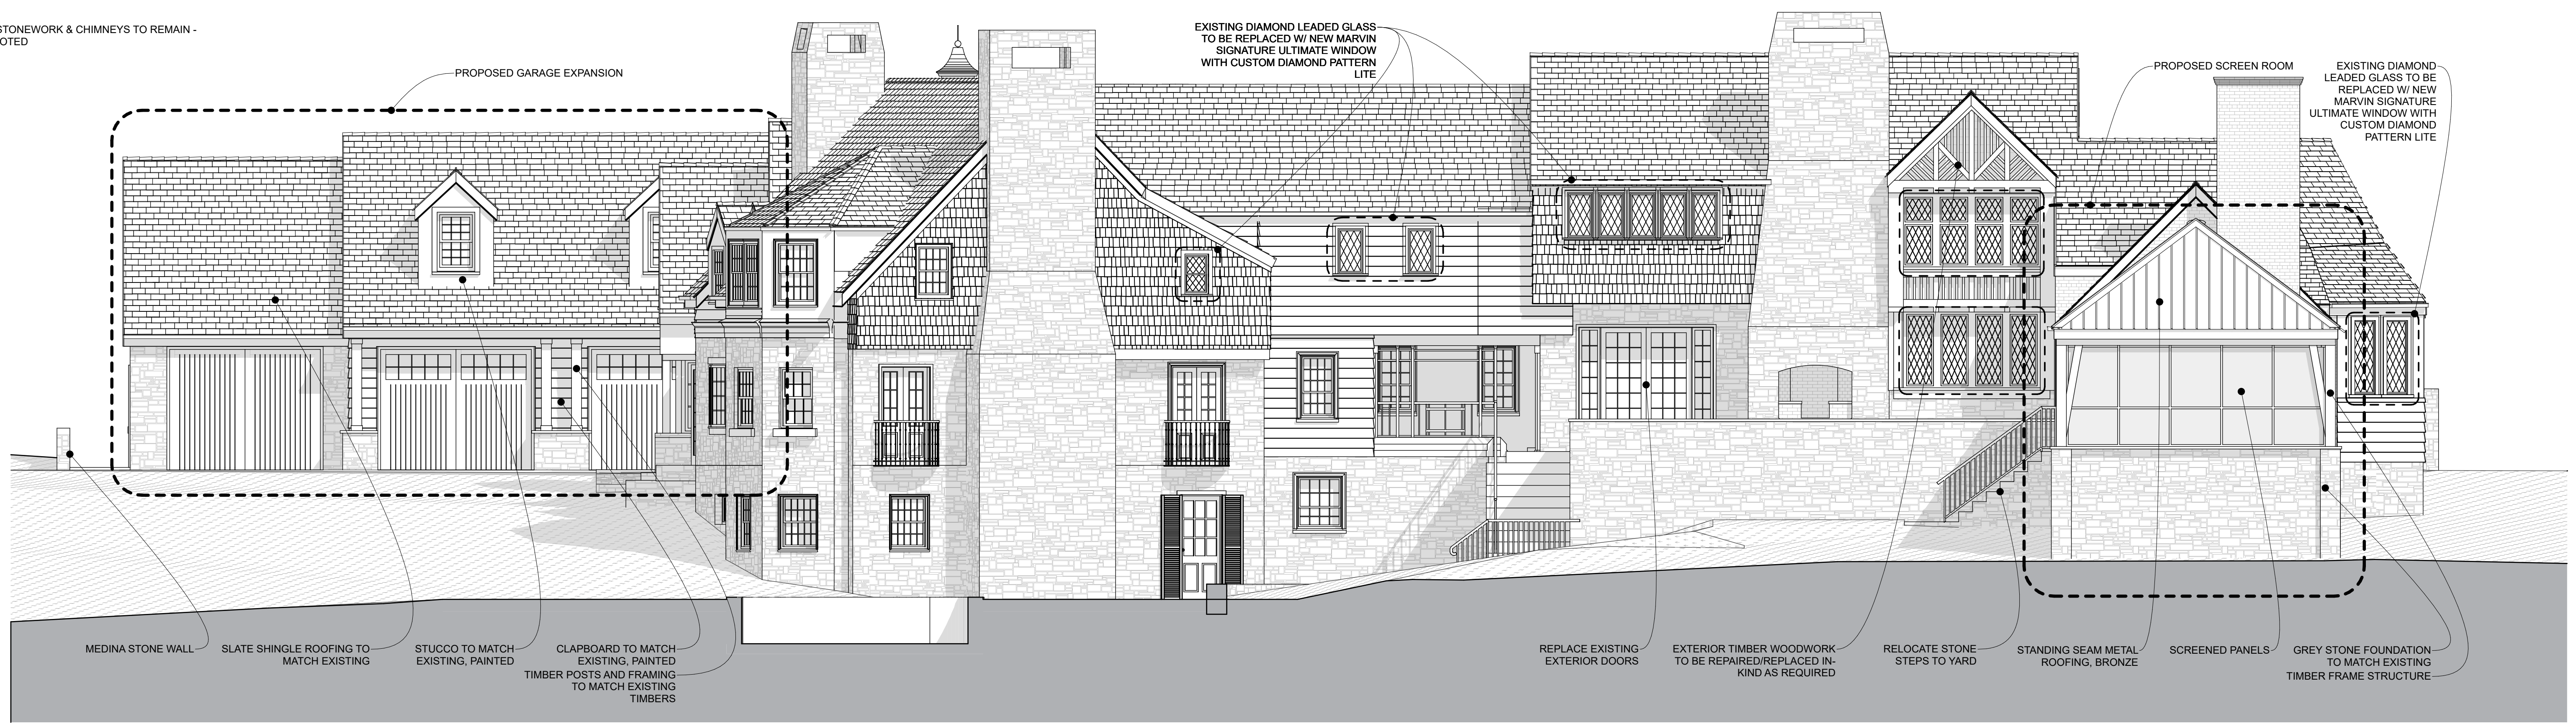 STONEWORK & CHIMNEYS TO REMAIN -
OTED
PROPOSED GARAGE EXPANSION
EXISTING DIAMOND LEADED GLASS
TO BE REPLACED W/ NEW MARVIN
SIGNATURE ULTIMATE WINDOW
WITH CUSTOM DIAMOND PATTERN
LITE
PROPOSED SCREEN ROOM
EXISTING DIAMOND
LEADED GLASS TO BE
REPLACED W/ NEW
MARVIN SIGNATURE
ULTIMATE WINDOW WITH
CUSTOM DIAMOND
PATTERN LITE
MEDINA STONE WALL
SLATE SHINGLE ROOFING TO
MATCH EXISTING
STUCCO TO MATCH
EXISTING, PAINTED
CLAPBOARD TO MATCH
EXISTING, PAINTED
TIMBER POSTS AND FRAMING
TO MATCH EXISTING
TIMBERS
REPLACE EXISTING
EXTERIOR DOORS
EXTERIOR TIMBER WOODWORK
TO BE REPAIRED/REPLACED IN-
KIND AS REQUIRED
RELOCATE STONE
STEPS TO YARD
STANDING SEAM METAL
ROOFING, BRONZE
SCREENED PANELS
GREY STONE FOUNDATION
TO MATCH EXISTING
TIMBER FRAME STRUCTURE